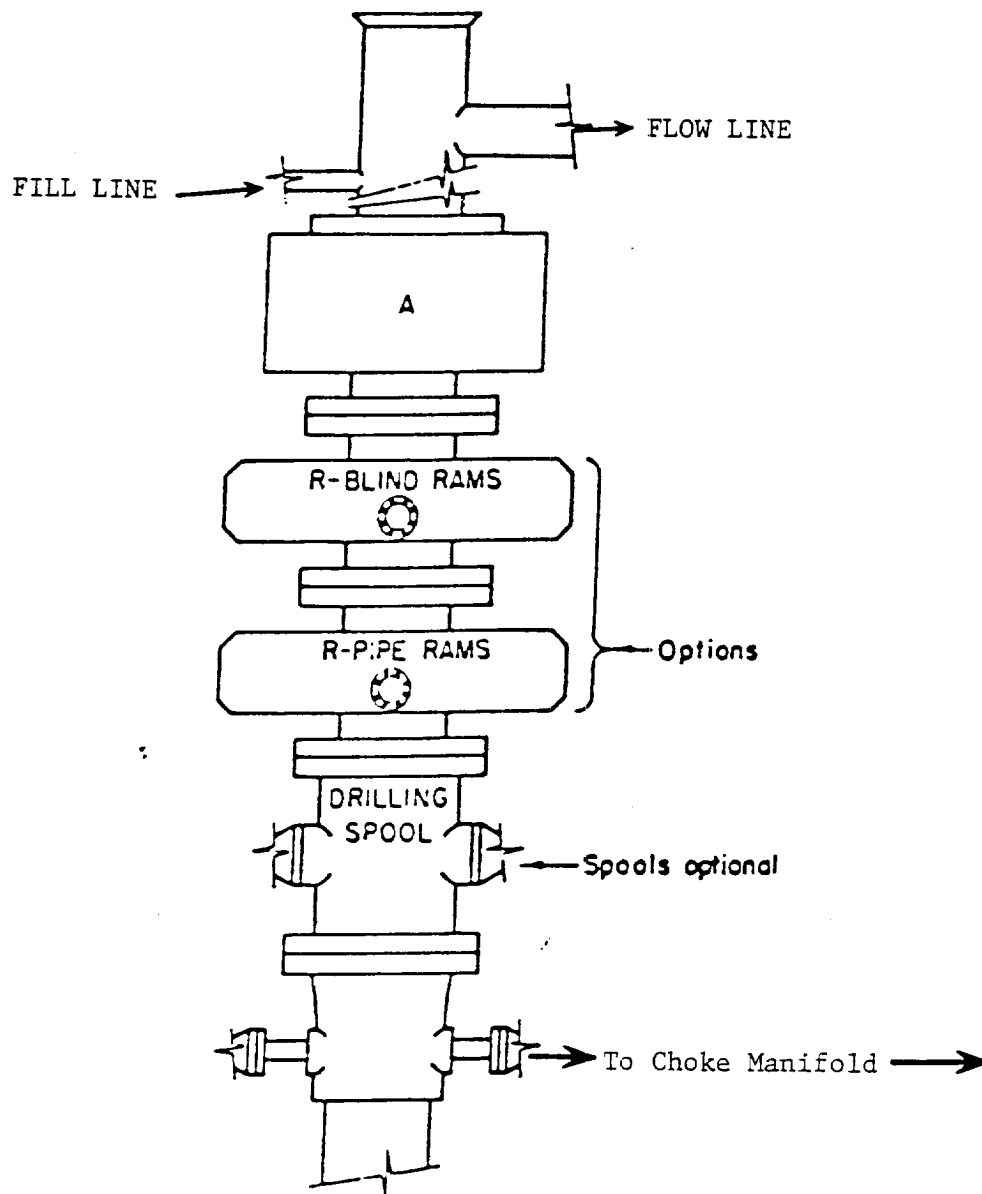 FLOW LINE
FILL LINE
A
R-BLIND RAMS
R-PIPE RAMS
Options
DRILLING
SPOOL
Spools optional
To Choke Manifold